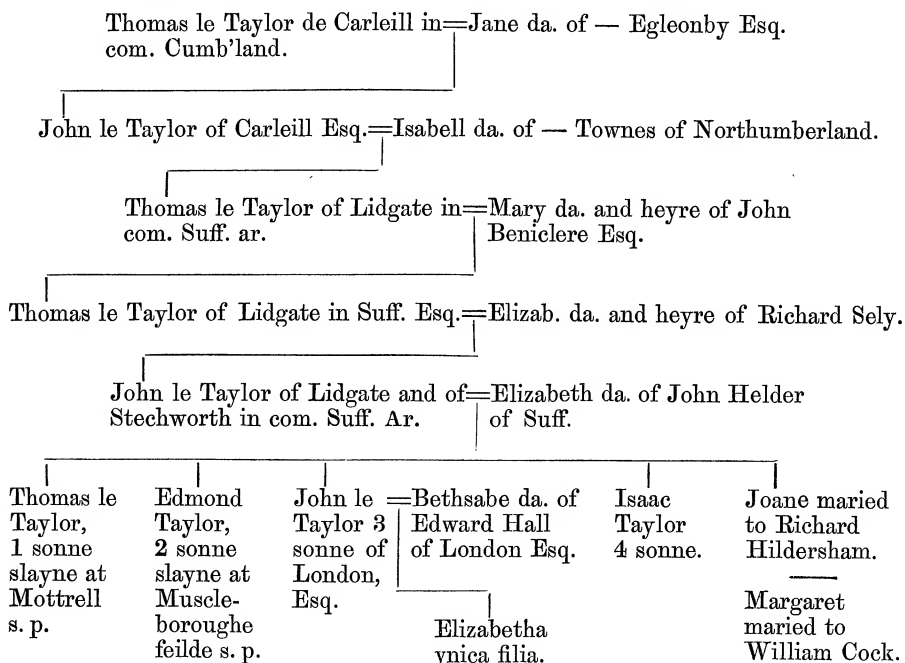 Thomas le Taylor de Carleill in=Jane da. of — Egleonby Esq.
com. Cumb'land.
John le Taylor of Carleill Esq.=Isabell da. of — Townes of Northumberland.
Thomas le Taylor of Lidgate in=Mary da. and heyre of John
com. Suff. ar.
Beniclere Esq.
Thomas le Taylor of Lidgate in Suff. Esq.=Elizab. da. and heyre of Richard Sely.
John le Taylor of Lidgate and of=Elizabeth da. of John Helder
Stechworth in com. Suff. Ar.
of Suff.
Thomas le
Taylor,
1 sonne
slayne at
Mottrell
s. p.
Edmond
Taylor,
2 sonne
slayne at
Muscle-
boroughe
feilde s. p.
John le
Taylor 3
sonne of
London,
Esq.
=Bethsabe da. of
Edward Hall
of London Esq.
Elizabetha
ynica filia.
Isaac
Taylor
4 sonne.
Joane maried
to Richard
Hildersham.
Margaret
maried to
William Cock.